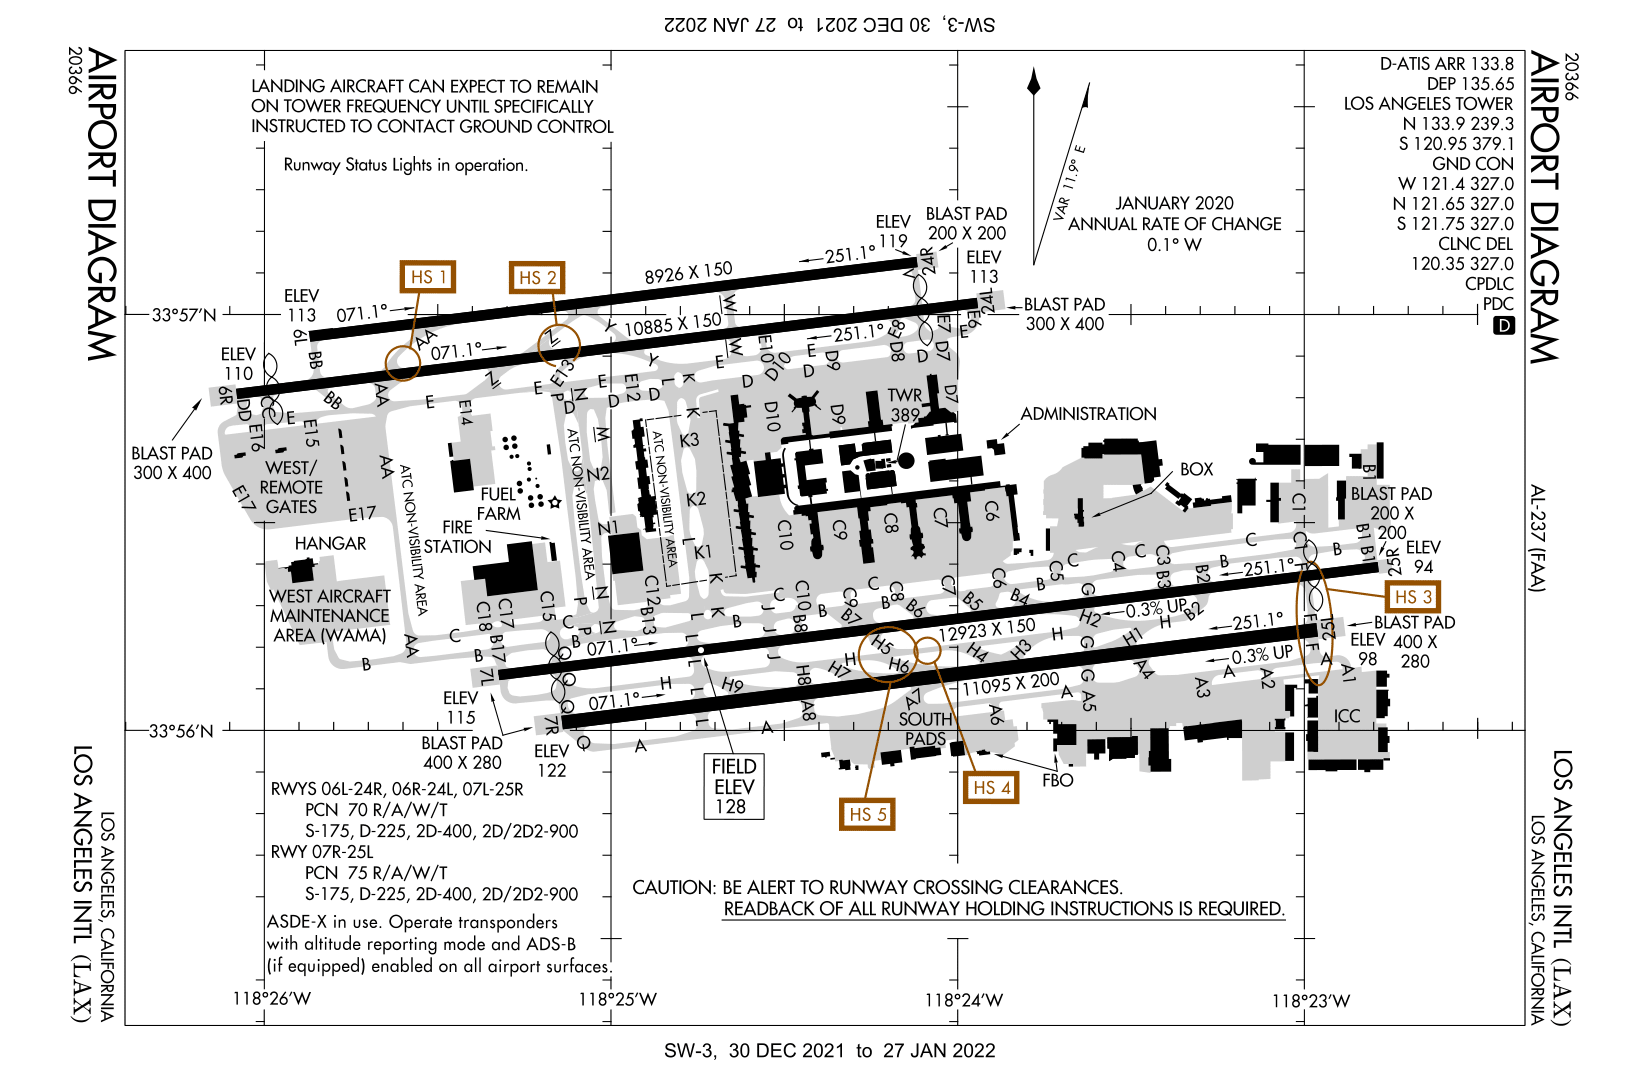 SW-3, 30 DEC 2021 to 27 JAN 2022
AIRPORT DIAGRAM
20366
LANDING AIRCRAFT CAN EXPECT TO REMAIN
ON TOWER FREQUENCY UNTIL SPECIFICALLY
INSTRUCTED TO CONTACT GROUND CONTROL
Runway Status Lights in operation.
20366
AIRPORT DIAGRAM
D-ATIS ARR 133.8
DEP 135.65
LOS ANGELES TOWER
N 133.9 239.3
S 120.95 379.1
GND CON
W 121.4 327.0
N 121.65 327.0
S 121.75 327.0
CLNC DEL
120.35 327.0
CPDLC
PDC
D
VAR 11.9° E
JANUARY 2020
ANNUAL RATE OF CHANGE
0.1° W
ELEV
119
BLAST PAD
200 X 200
ELEV
113
BLAST PAD
300 X 400
HS 1
HS 2
ELEV
113
33°57'N
ELEV
110
BLAST PAD
300 X 400
6L
071.1°
8926 X 150
251.1°
24R
6R
071.1°
10885 X 150
251.1°
24L
AA
Z
Y
W
V
BB
DD
CC
E
E16
E15
BB
AA
E
Z
E14
E
E13
P
D
N
E
D
E12
D
Y
L
K
E
W
D
E10
D10
E
D9
E8
D8
D
E7
D7
E9
E
WEST/
REMOTE
GATES
E17
E17
AA
ATC NON-VISIBILITY AREA
FUEL
FARM
FIRE
STATION
ATC NON-VISIBILITY AREA
M
N2
N1
ATC NON-VISIBILITY AREA
K
K3
K2
L
K1
K
D10
D9
TWR
389
D7
ADMINISTRATION
BOX
C10
C9
C8
C7
C6
HANGAR
WEST AIRCRAFT
MAINTENANCE
AREA (WAMA)
AA
B
C
B
C18
C17
B17
C15
C
B
P
N
P
N
C12
B13
B
L
K
J
J
C
C10
B8
B
C9
B7
C
C8
B
B6
C7
B5
C6
B4
B
C5
G
C
C4
C3
B3
B2
C
C1
C1
B
B1
B1
B1
BLAST PAD
200 X
200
ELEV
94
25R
251.1°
0.3% UP
HS 3
BLAST PAD
400 X
280
ELEV
98
25L
251.1°
0.3% UP
F
F
F
7L
071.1°
12923 X 150
7R
071.1°
11095 X 200
Q
Q
Q
Q
H
H9
L
L
L
H8
A8
H7
H
H5
H6
H4
H3
H
H2
H1
H
B2
G
G
A
A
A
A7
A6
A
A5
A4
A3
A
A2
A
A1
ELEV
115
BLAST PAD
400 X 280
ELEV
122
33°56'N
FIELD
ELEV
128
SOUTH
PADS
HS 5
HS 4
FBO
ICC
RWYS 06L-24R, 06R-24L, 07L-25R
PCN 70 R/A/W/T
S-175, D-225, 2D-400, 2D/2D2-900
RWY 07R-25L
PCN 75 R/A/W/T
S-175, D-225, 2D-400, 2D/2D2-900
ASDE-X in use. Operate transponders
with altitude reporting mode and ADS-B
(if equipped) enabled on all airport surfaces.
CAUTION: BE ALERT TO RUNWAY CROSSING CLEARANCES.
READBACK OF ALL RUNWAY HOLDING INSTRUCTIONS IS REQUIRED.
118°26'W
118°25'W
118°24'W
118°23'W
LOS ANGELES, CALIFORNIA
LOS ANGELES INTL (LAX)
AL-237 (FAA)
LOS ANGELES INTL (LAX)
LOS ANGELES, CALIFORNIA
SW-3, 30 DEC 2021 to 27 JAN 2022